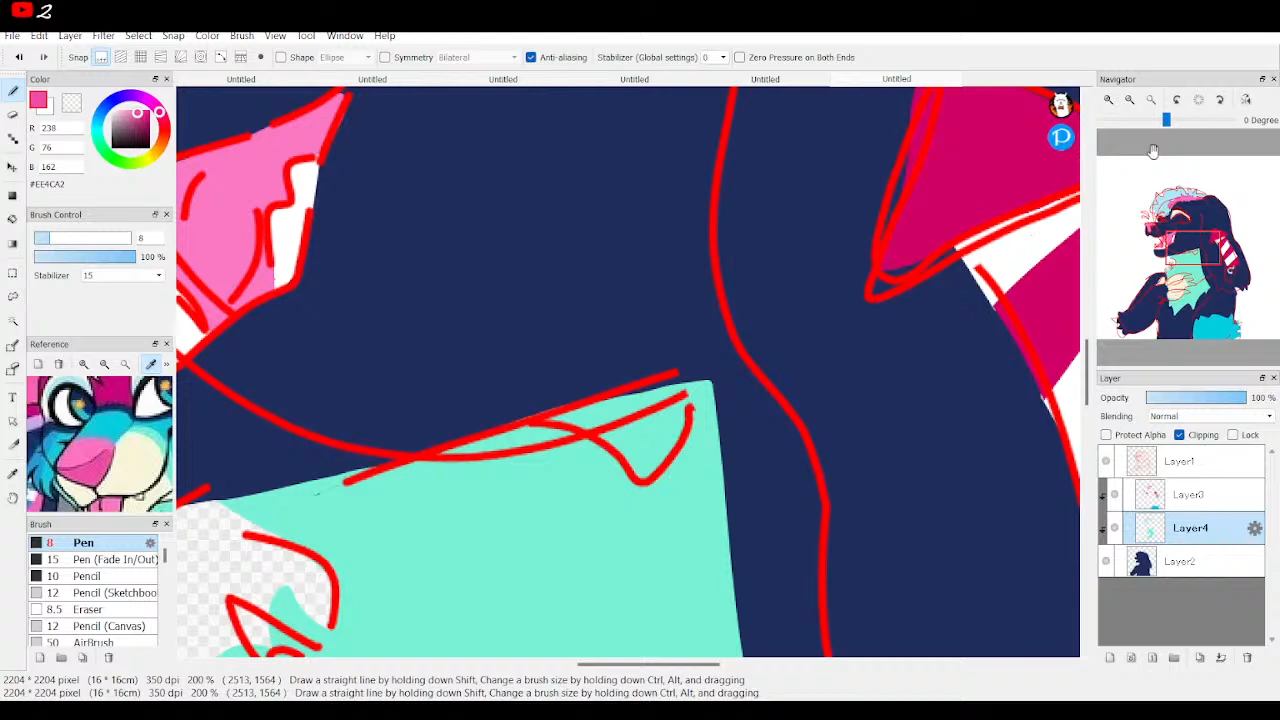 2
File Edit Layer Filter Select Snap Color Brush View Tool Window Help
Snap Shape Ellipse Symmetry Bilateral Anti-aliasing Stabilizer (Global settings) 0 Zero Pressure on Both Ends
Color Untitled Untitled Untitled Untitled Untitled Untitled Navigator
R 238
G 76
B 162
#EE4CA2
0 Degree
Brush Control
8
100 %
Stabilizer 15
Reference
Brush
8 Pen
15 Pen (Fade In/Out)
10 Pencil
12 Pencil (Sketchboo
8.5 Eraser
12 Pencil (Canvas)
50 AirBrush
Layer
Opacity 100 %
Blending Normal
Protect Alpha Clipping Lock
Layer1
Layer3
Layer4
Layer2
2204 * 2204 pixel (16 * 16cm) 350 dpi 200 % ( 2513, 1564 ) Draw a straight line by holding down Shift, Change a brush size by holding down Ctrl, Alt, and dragging
2204 * 2204 pixel (16 * 16cm) 350 dpi 200 % ( 2513, 1564 ) Draw a straight line by holding down Shift, Change a brush size by holding down Ctrl, Alt, and dragging